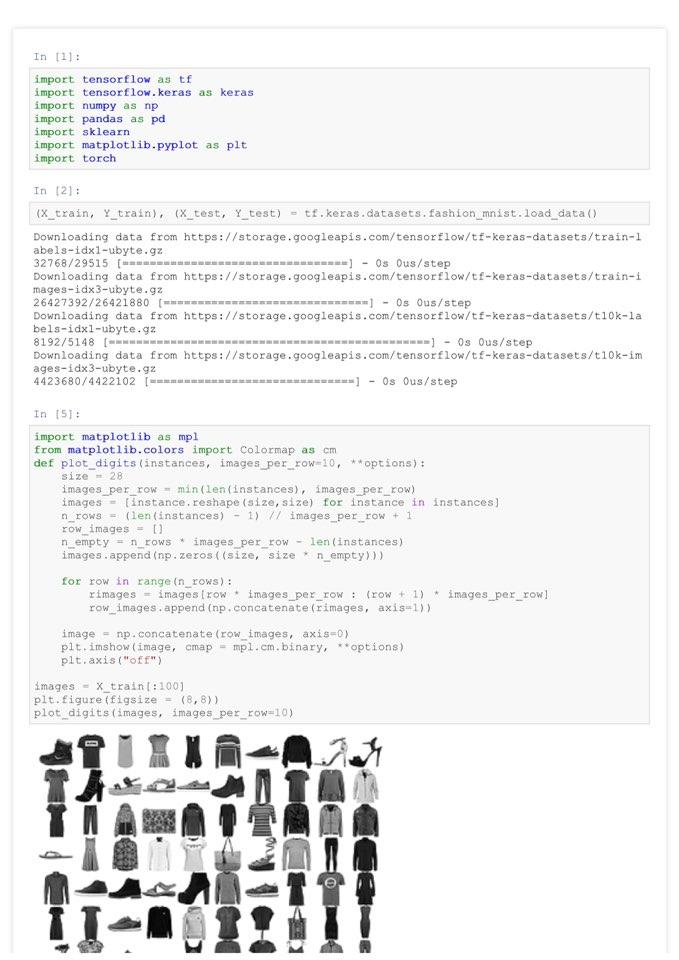 In [1]:
import tensorflow as tf
import tensorflow.keras as keras
import numpy as np
import pandas as pd
import sklearn
import matplotlib.pyplot as plt
import torch
In [2]:
(X_train, Y_train), (X_test, Y_test) = tf.keras.datasets.fashion_mnist.load_data()
Downloading data from https://storage.googleapis.com/tensorflow/tf-keras-datasets/train-l
abels-idx1-ubyte.gz
32768/29515 [=================================] - 0s 0us/step
Downloading data from https://storage.googleapis.com/tensorflow/tf-keras-datasets/train-i
mages-idx3-ubyte.gz
26427392/26421880 [==============================] - 0s 0us/step
Downloading data from https://storage.googleapis.com/tensorflow/tf-keras-datasets/t10k-la
bels-idx1-ubyte.gz
8192/5148 [===============================================] - 0s 0us/step
Downloading data from https://storage.googleapis.com/tensorflow/tf-keras-datasets/t10k-im
ages-idx3-ubyte.gz
4423680/4422102 [==============================] - 0s 0us/step
In [5]:
import matplotlib as mpl
from matplotlib.colors import Colormap as cm
def plot_digits(instances, images_per_row=10, **options):
    size = 28
    images_per_row = min(len(instances), images_per_row)
    images = [instance.reshape(size,size) for instance in instances]
    n_rows = (len(instances) - 1) // images_per_row + 1
    row_images = []
    n_empty = n_rows * images_per_row - len(instances)
    images.append(np.zeros((size, size * n_empty)))
    for row in range(n_rows):
        rimages = images[row * images_per_row : (row + 1) * images_per_row]
        row_images.append(np.concatenate(rimages, axis=1))
    image = np.concatenate(row_images, axis=0)
    plt.imshow(image, cmap = mpl.cm.binary, **options)
    plt.axis("off")
images = X_train[:100]
plt.figure(figsize = (8,8))
plot_digits(images, images_per_row=10)